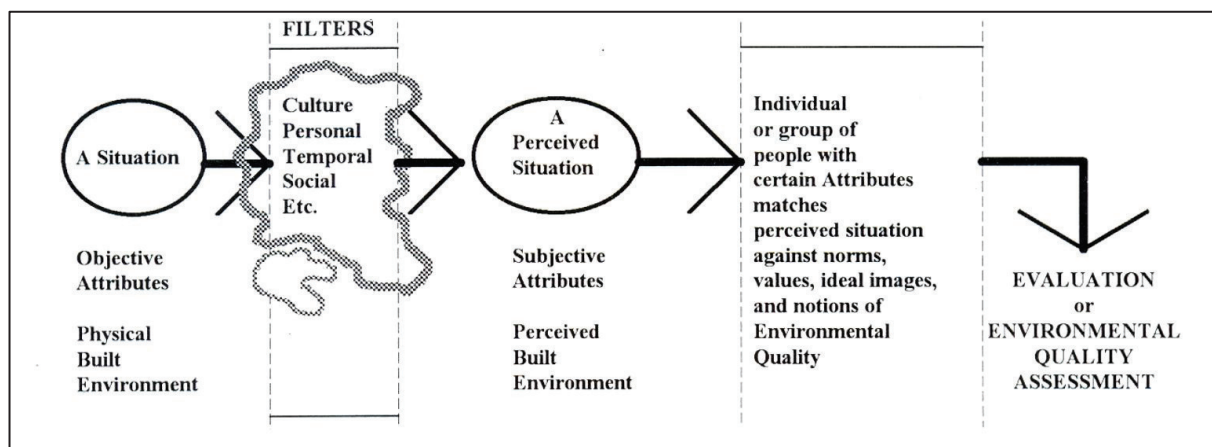 FILTERS
A Situation
Objective
Attributes
Physical
Built
Environment
Culture
Personal
Temporal
Social
Etc.
A
Perceived
Situation
Subjective
Attributes
Perceived
Built
Environment
Individual
or group of
people with
certain Attributes
matches
perceived situation
against norms,
values, ideal images,
and notions of
Environmental
Quality
EVALUATION
or
ENVIRONMENTAL
QUALITY
ASSESSMENT